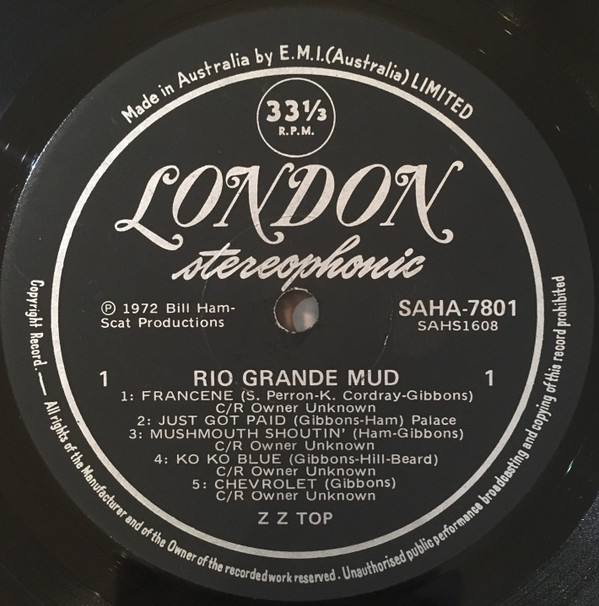 Made in Australia by E.M.I.(Australia) LIMITED
33⅓
R.P.M.
LONDON
stereophonic
℗ 1972 Bill Ham-
Scat Productions
SAHA-7801
SAHS1608
1 RIO GRANDE MUD 1
1: FRANCENE (S. Perron-K. Cordray-Gibbons)
C/R Owner Unknown
2: JUST GOT PAID (Gibbons-Ham) Palace
3: MUSHMOUTH SHOUTIN' (Ham-Gibbons)
C/R Owner Unknown
4: KO KO BLUE (Gibbons-Hill-Beard)
C/R Owner Unknown
5: CHEVROLET (Gibbons)
C/R Owner Unknown
Z Z TOP
Copyright Record. — All rights of the Manufacturer and of the Owner of the recorded work reserved. Unauthorised public performance broadcasting and copying of this record prohibited